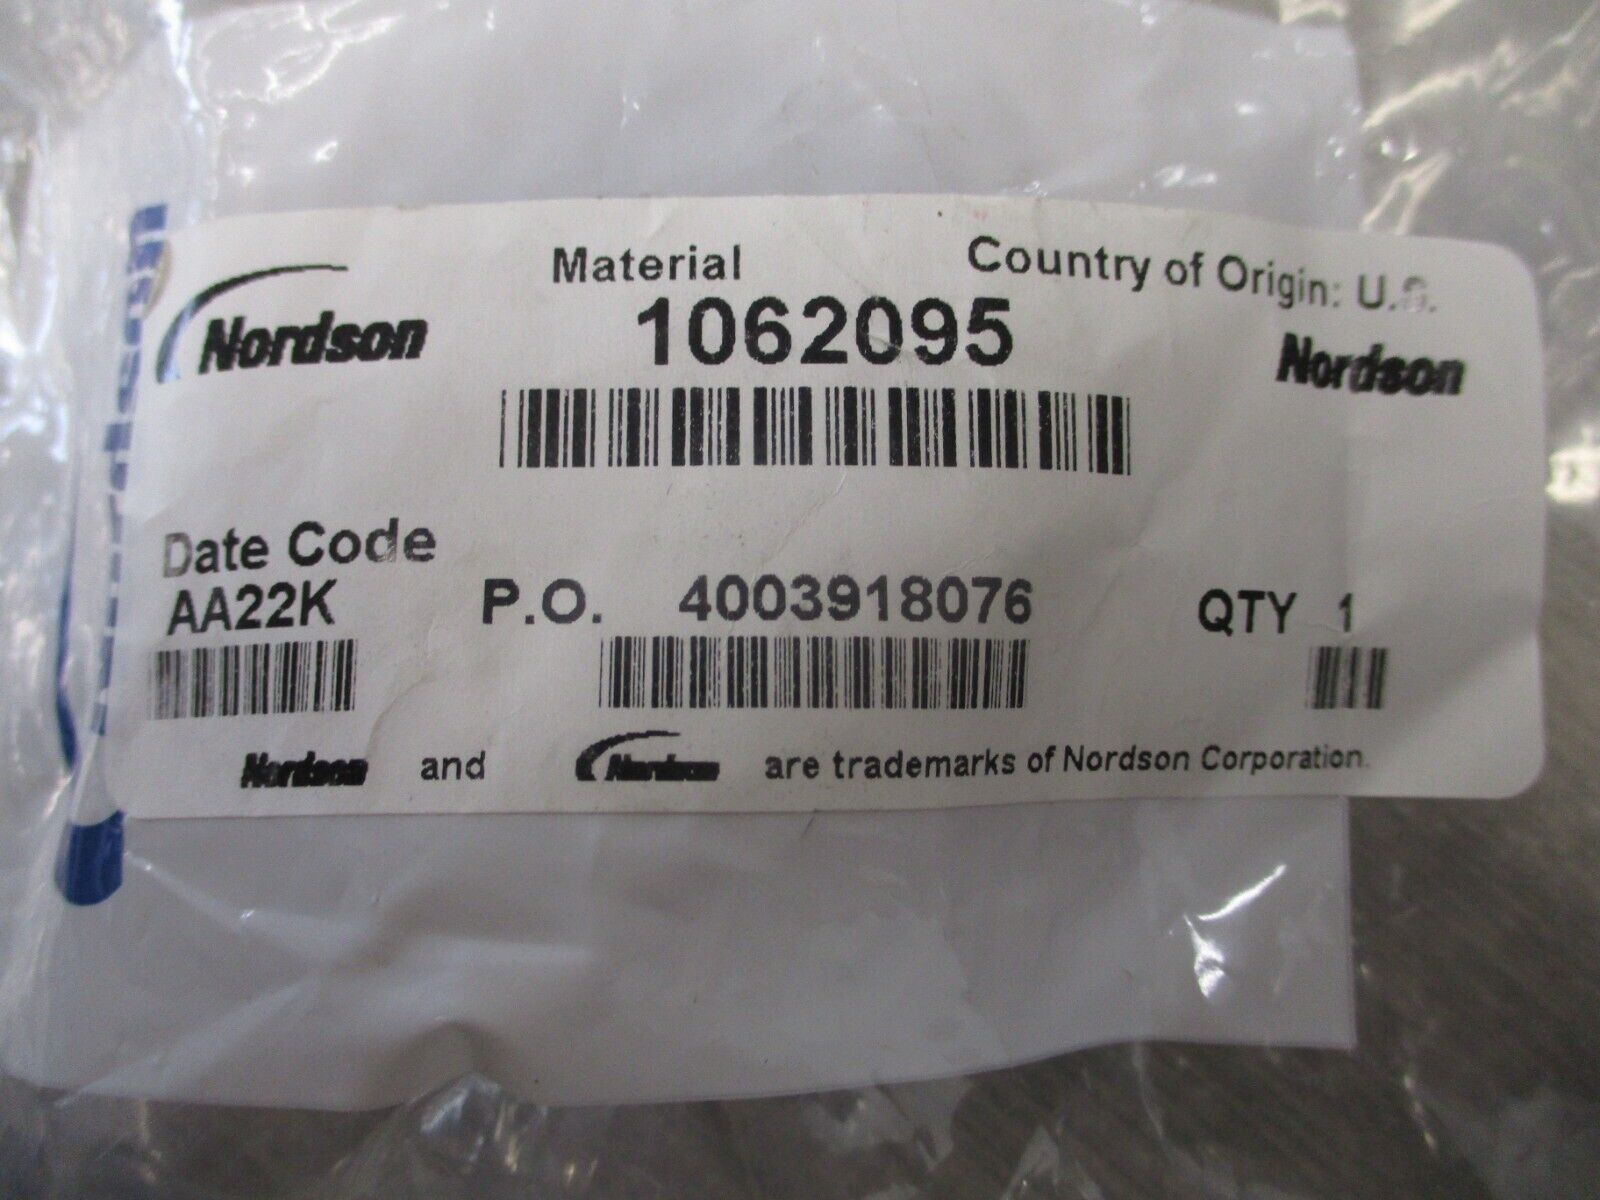 Material
Country of Origin: U.S.
Nordson
1062095
Nordson
Date Code
AA22K
P.O. 4003918076
QTY 1
Nordson and Nordson are trademarks of Nordson Corporation.